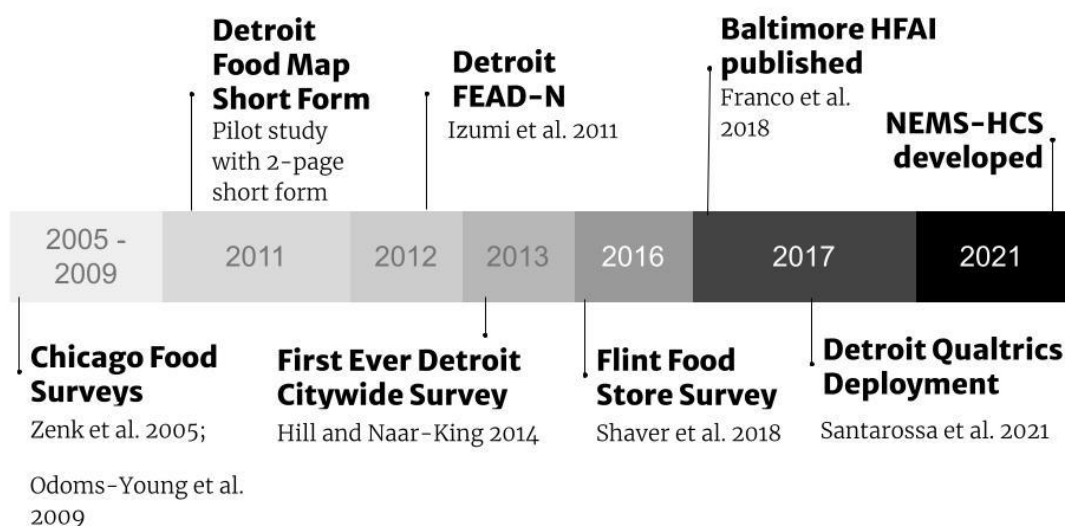 Detroit
Food Map
Short Form
Pilot study
with 2-page
short form
Detroit
FEAD-N
Izumi et al. 2011
Baltimore HFAI
published
Franco et al.
2018
NEMS-HCS
developed
2005 -
2009
2011
2012
2013
2016
2017
2021
Chicago Food
Surveys
Zenk et al. 2005;
Odoms-Young et al.
2009
First Ever Detroit
Citywide Survey
Hill and Naar-King 2014
Flint Food
Store Survey
Shaver et al. 2018
Detroit Qualtrics
Deployment
Santarossa et al. 2021